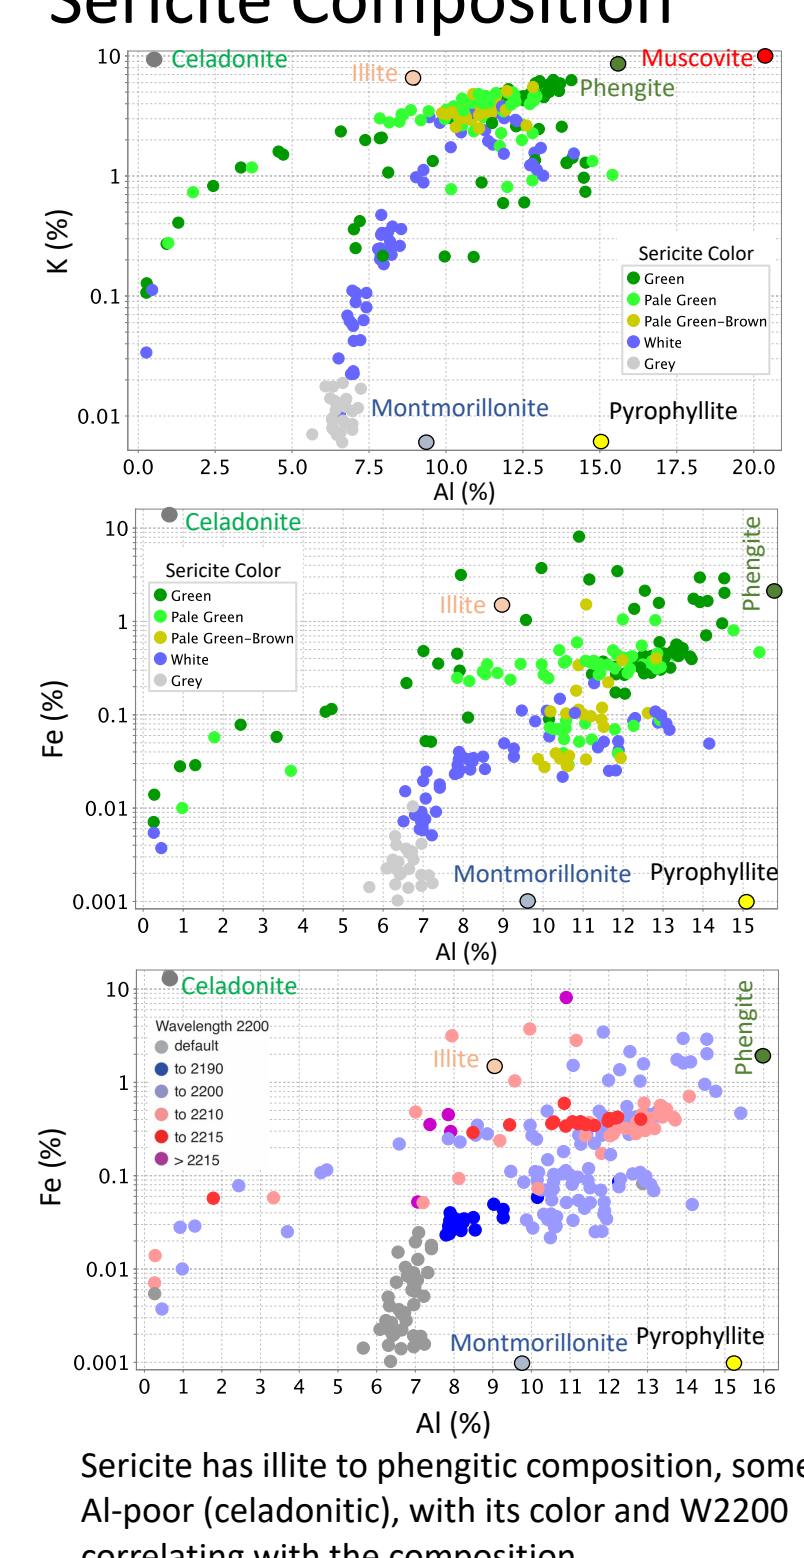 Sericite Composition
10
1
0.1
0.01
K (%)
Celadonite
Illite
Muscovite
Phengite
Sericite Color
Green
Pale Green
Pale Green-Brown
White
Grey
Montmorillonite
Pyrophyllite
0.0 2.5 5.0 7.5 10.0 12.5 15.0 17.5 20.0
Al (%)
10
1
0.1
0.01
0.001
Fe (%)
Celadonite
Phengite
Sericite Color
Green
Pale Green
Pale Green-Brown
White
Grey
Illite
Montmorillonite
Pyrophyllite
0 1 2 3 4 5 6 7 8 9 10 11 12 13 14 15
Al (%)
10
1
0.1
0.01
0.001
Fe (%)
Celadonite
Phengite
Wavelength 2200
default
to 2190
to 2200
to 2210
to 2215
> 2215
Illite
Montmorillonite
Pyrophyllite
0 1 2 3 4 5 6 7 8 9 10 11 12 13 14 15 16
Al (%)
Sericite has illite to phengitic composition, some
Al-poor (celadonitic), with its color and W2200
correlating with the composition